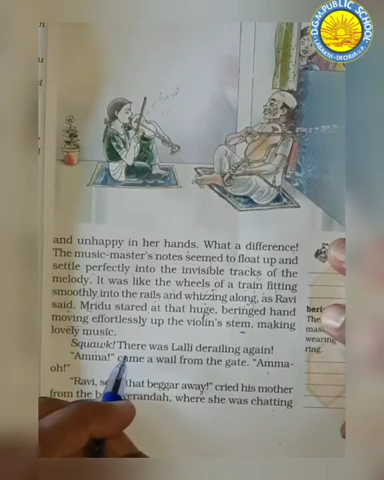 D.G.M. PUBLIC SCHOOL
and unhappy in her hands. What a difference!
The music-master's notes seemed to float up and
settle perfectly into the invisible tracks of the
melody. It was like the wheels of a train fitting
smoothly into the rails and whizzing along, as Ravi
said. Mridu stared at that huge, beringed hand
moving effortlessly up the violin's stem, making
lovely music.
Squawk! There was Lalli derailing again!
"Amma!" came a wail from the gate. "Amma-
oh!"
"Ravi, that beggar away!" cried his mother
from the verandah, where she was chatting
The
wearing
ring.